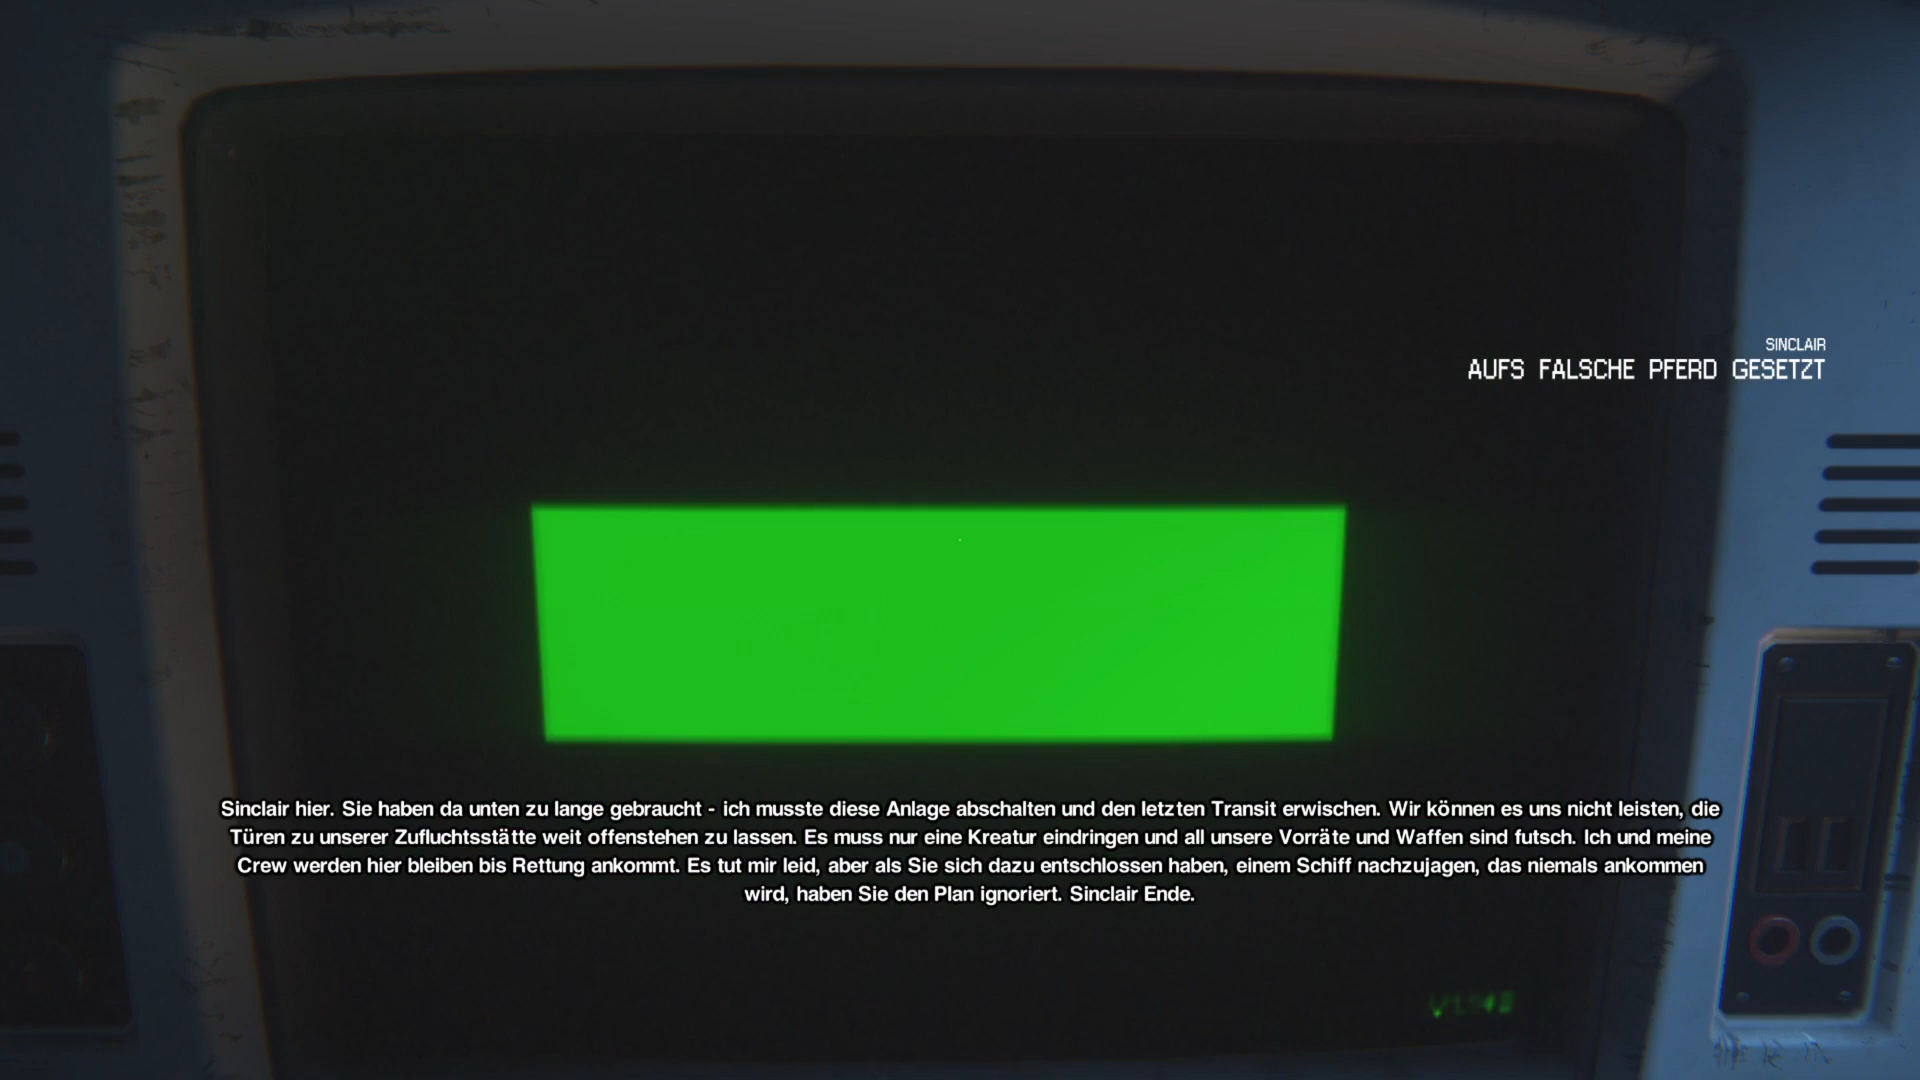 SINCLAIR
AUFS FALSCHE PFERD GESETZT
Sinclair hier. Sie haben da unten zu lange gebraucht - ich musste diese Anlage abschalten und den letzten Transit erwischen. Wir können es uns nicht leisten, die
Türen zu unserer Zufluchtsstätte weit offenstehen zu lassen. Es muss nur eine Kreatur eindringen und all unsere Vorräte und Waffen sind futsch. Ich und meine
Crew werden hier bleiben bis Rettung ankommt. Es tut mir leid, aber als Sie sich dazu entschlossen haben, einem Schiff nachzujagen, das niemals ankommen
wird, haben Sie den Plan ignoriert. Sinclair Ende.